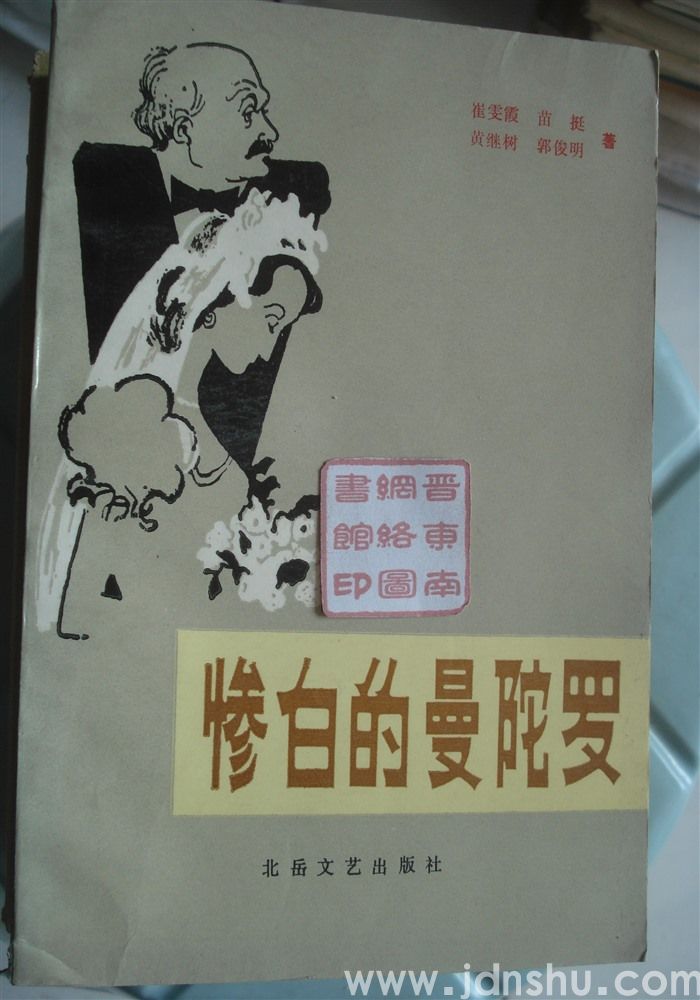 崔雯霞 苗 挺
黄继树 郭俊明 著
晋東南
網絡圖
書館印
惨白的曼陀罗
北岳文艺出版社
www.jdnshu.com